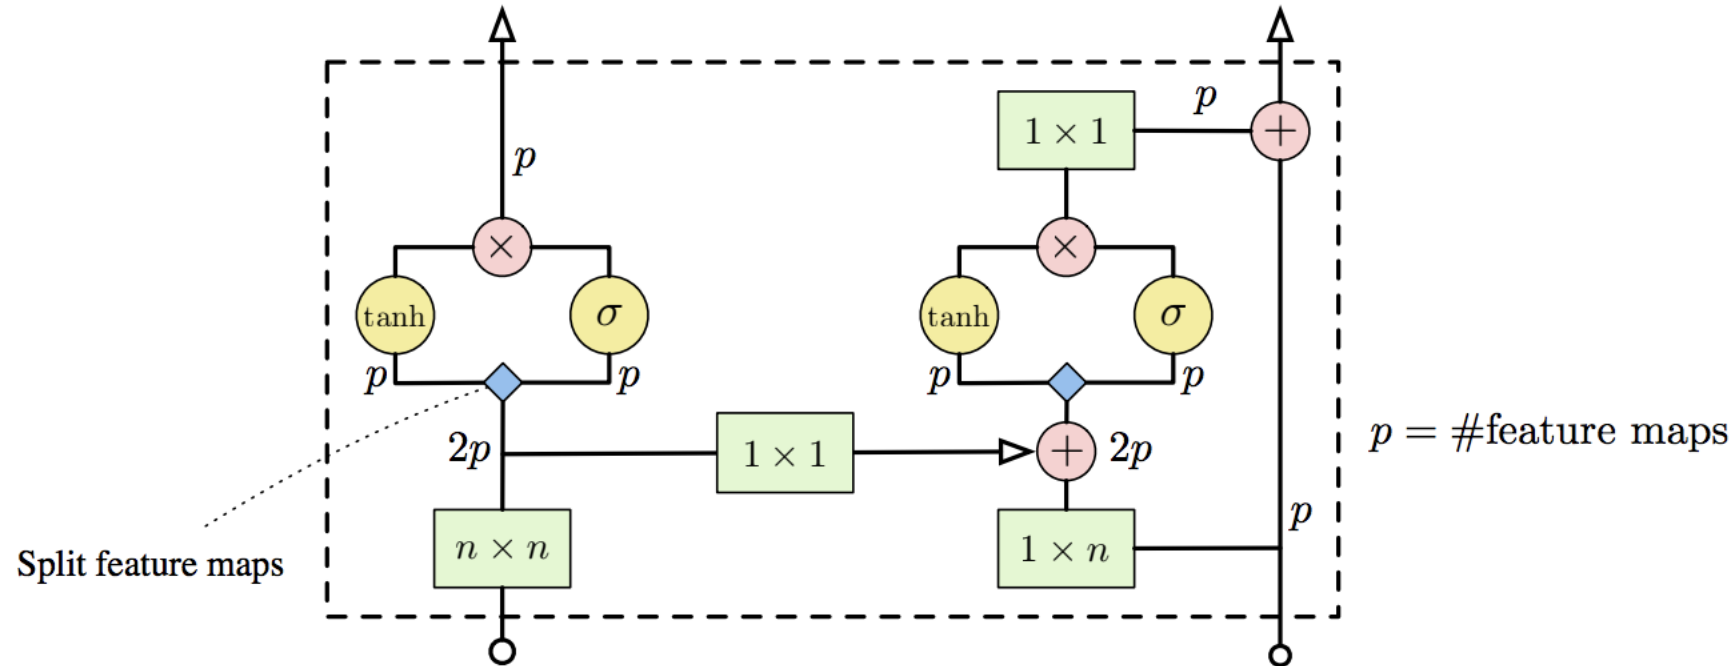 1 × 1
p
+
p
×
×
tanh
σ
tanh
σ
p
p
p
p
2p
1 × 1
+
2p
p = #feature maps
n × n
1 × n
p
Split feature maps